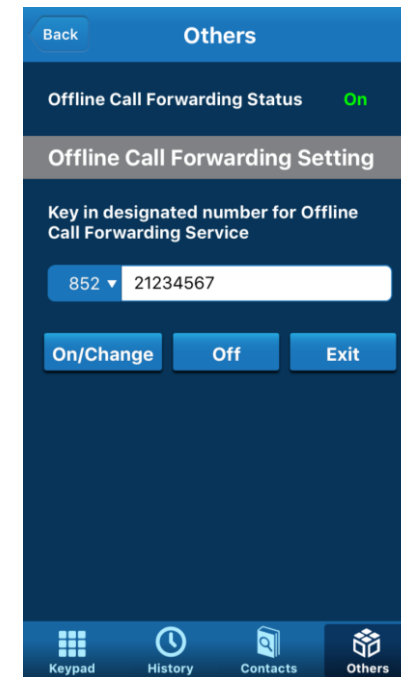 Back
Others
Offline Call Forwarding Status On
Offline Call Forwarding Setting
Key in designated number for Offline
Call Forwarding Service
852 ▼ 21234567
On/Change Off Exit
Keypad History Contacts Others